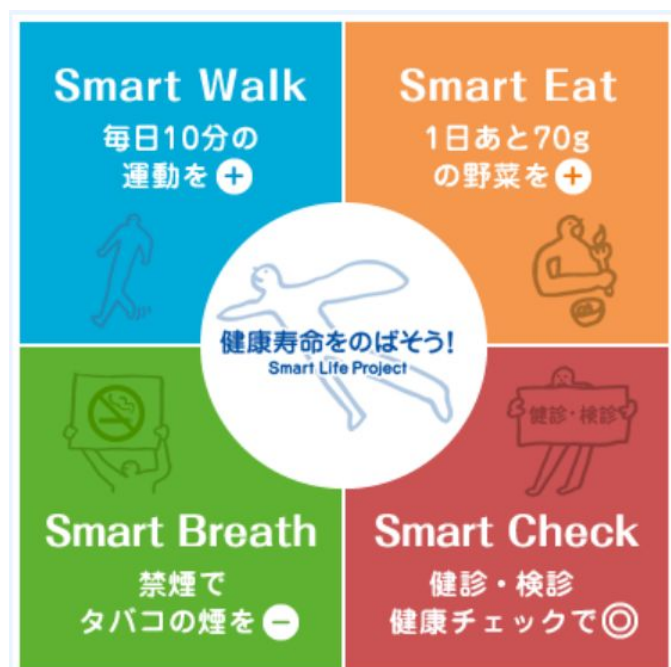 Smart Walk
毎日10分の
運動を＋
Smart Eat
1日あと70g
の野菜を＋
健康寿命をのばそう!
Smart Life Project
健診・検診
Smart Breath
禁煙で
タバコの煙を－
Smart Check
健診・検診
健康チェックで◎